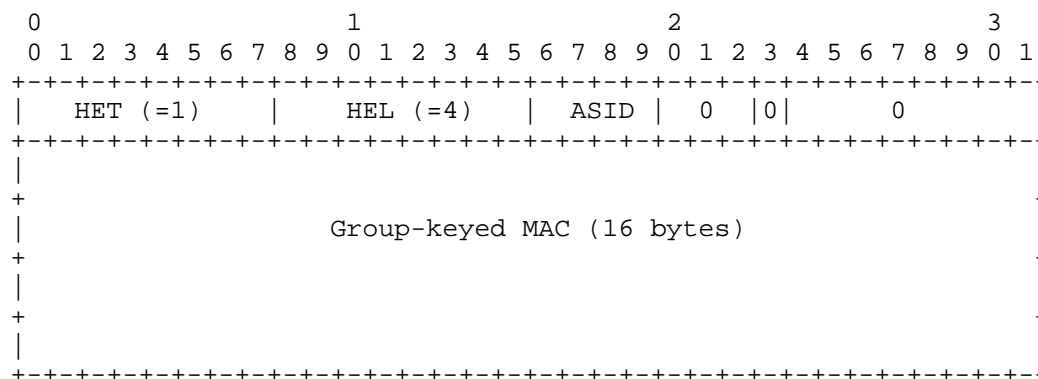 0                   1                   2                   3
 0 1 2 3 4 5 6 7 8 9 0 1 2 3 4 5 6 7 8 9 0 1 2 3 4 5 6 7 8 9 0 1
+-+-+-+-+-+-+-+-+-+-+-+-+-+-+-+-+-+-+-+-+-+-+-+-+-+-+-+-+-+-+-+-
|   HET (=1)    |    HEL (=4)   |  ASID |  0  |0|      0
+-+-+-+-+-+-+-+-+-+-+-+-+-+-+-+-+-+-+-+-+-+-+-+-+-+-+-+-+-+-+-+-
|
+                                                               -
|                   Group-keyed MAC (16 bytes)
+                                                               -
|
+                                                               -
|
+-+-+-+-+-+-+-+-+-+-+-+-+-+-+-+-+-+-+-+-+-+-+-+-+-+-+-+-+-+-+-+-